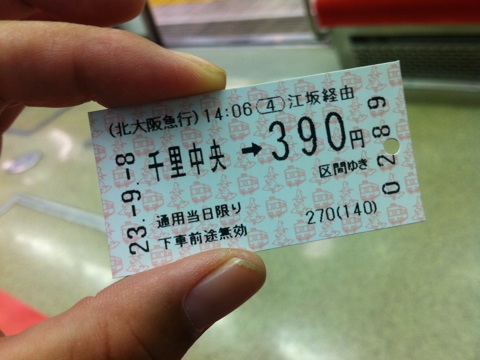 (北大阪急行)14:06④江坂経由
千里中央 → 390円
区間ゆき
通用当日限り
下車前途無効
270(140)
23.-9.-8
0289